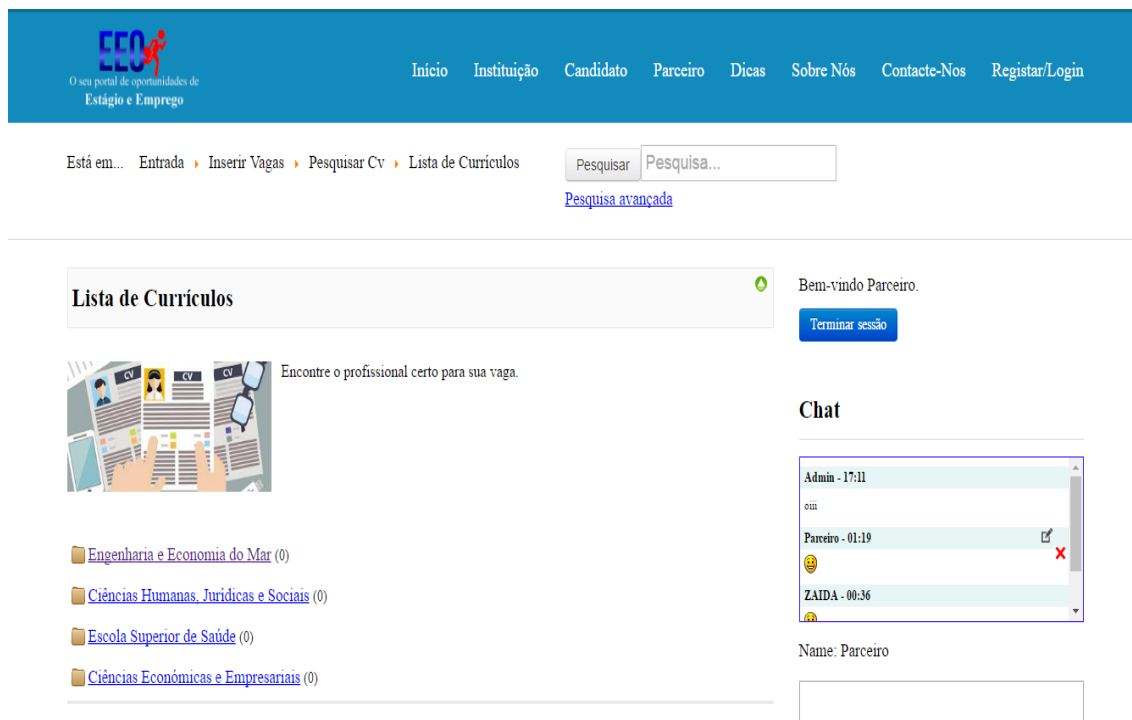 EEO
O seu portal de oportunidades de
Estágio e Emprego
Início Instituição Candidato Parceiro Dicas Sobre Nós Contacte-Nos Registar/Login
Está em... Entrada Inserir Vagas Pesquisar Cv Lista de Currículos
Pesquisar Pesquisa...
Pesquisa avançada
Lista de Currículos
Bem-vindo Parceiro.
Terminar sessão
CV CV CV
Encontre o profissional certo para sua vaga.
Chat
Admin - 17:11
oiii
Parceiro - 01:19
ZAIDA - 00:36
Name: Parceiro
Engenharia e Economia do Mar (0)
Ciências Humanas, Jurídicas e Sociais (0)
Escola Superior de Saúde (0)
Ciências Económicas e Empresariais (0)